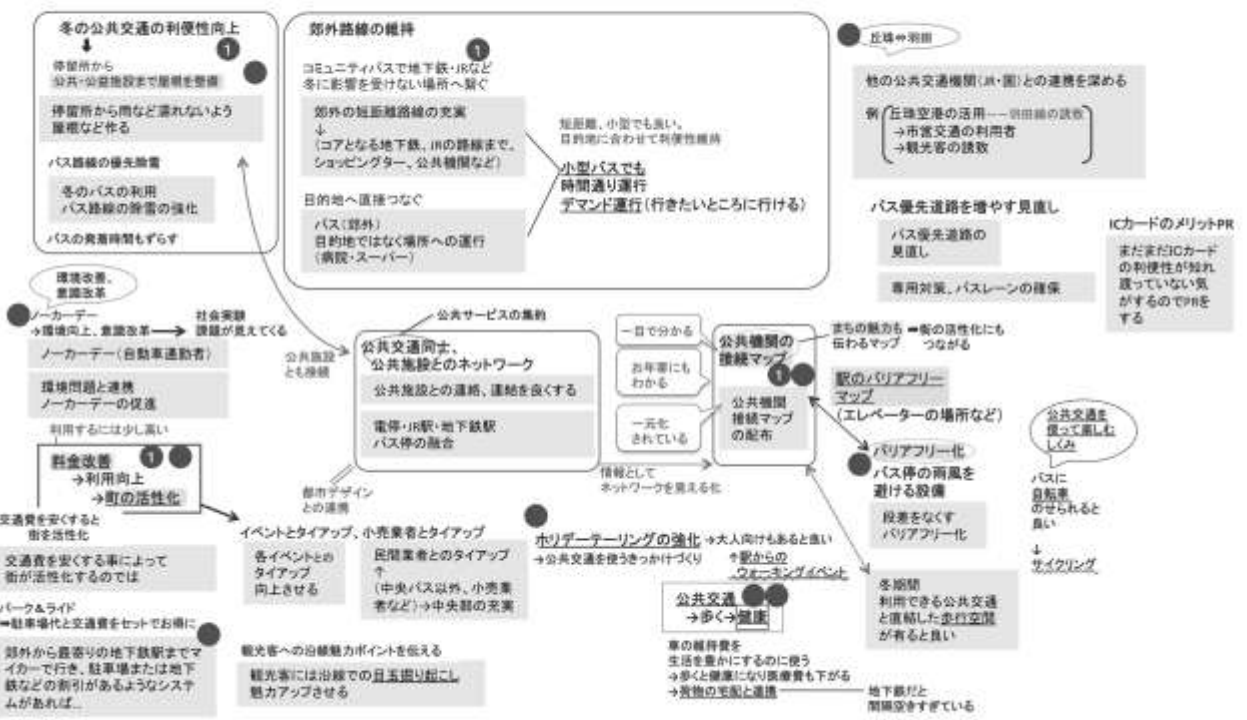 冬の公共交通の利便性向上
1
停留所から
公共・公益施設まで屋根を整備
停留所から雨など濡れないよう
屋根など作る
バス路線の優先除雪
冬のバスの利用
バス路線の除雪の強化
バスの発着時間もずらす
郊外路線の維持
1
コミュニティバスで地下鉄・JRなど
冬に影響を受けない場所へ繋ぐ
郊外の短距離路線の充実
↓
(コアとなる地下鉄、JRの路線まで。
ショッピングター、公共機関など)
目的地へ直接つなぐ
バス(郊外)
目的地ではなく場所への運行
(病院・スーパー)
短距離、小型でも良い。
目的地に合わせて利便性維持
小型バスでも
時間通り運行
デマンド運行(行きたいところに行ける)
丘珠⇔羽田
他の公共交通機関(JR・国)との連携を深める
例
丘珠空港の活用――羽田線の誘致
→市営交通の利用者
→観光客の誘致
バス優先道路を増やす見直し
バス優先道路の
見直し
専用対策、バスレーンの確保
ICカードのメリットPR
まだまだICカード
の利便性が知れ
渡っていない気
がするのでPRを
する
環境改善、
意識改革
ノーカーデー
→環境向上、意識改革
社会実験
課題が見えてくる
ノーカーデー(自動車通勤者)
環境問題と連携
ノーカーデーの促進
利用するには少し高い
料金改善
1
→利用向上
→町の活性化
交通費を安くすると
街を活性化
交通費を安くする事によって
街が活性化するのでは
パーク&ライド
➡駐車場代と交通費をセットでお得に
郊外から最寄りの地下鉄駅までマ
イカーで行き、駐車場または地下
鉄などの割引があるようなシステ
ムがあれば…
公共サービスの集約
公共施設
とも接続
公共交通同士、
公共施設とのネットワーク
公共施設との連絡、連結を良くする
電停・JR駅・地下鉄駅
バス停の融合
都市デザイン
との連携
情報として
ネットワークを見える化
一目で分かる
お年寄にも
わかる
一元化
されている
公共機関の
接続マップ
1
公共機関
接続マップ
の配布
まちの魅力も
伝わるマップ
➡街の活性化にも
つながる
駅のバリアフリー
マップ
(エレベーターの場所など)
バリアフリー化
バス停の雨風を
避ける設備
段差をなくす
バリアフリー化
公共交通を
使って楽しむ
しくみ
バスに
自転車
のせられると
良い
↓
サイクリング
イベントとタイアップ、小売業者とタイアップ
各イベントとの
タイアップ
向上させる
民間業者とのタイアップ
↑
(中央バス以外、小売業
者など)→中央部の充実
観光客への沿線魅力ポイントを伝える
観光客には沿線での目玉掘り起こし
魅力アップさせる
ホリデーテーリングの強化
→大人向けもあると良い
→公共交通を使うきっかけづくり
↑駅からの
ウォーキングイベント
公共交通
→歩く→健康
車の維持費を
生活を豊かにするのに使う
→歩くと健康になり医療費も下がる
→荷物の宅配と連携
地下鉄だと
間隔空きすぎている
冬期間
利用できる公共交通
と直結した歩行空間
が有ると良い